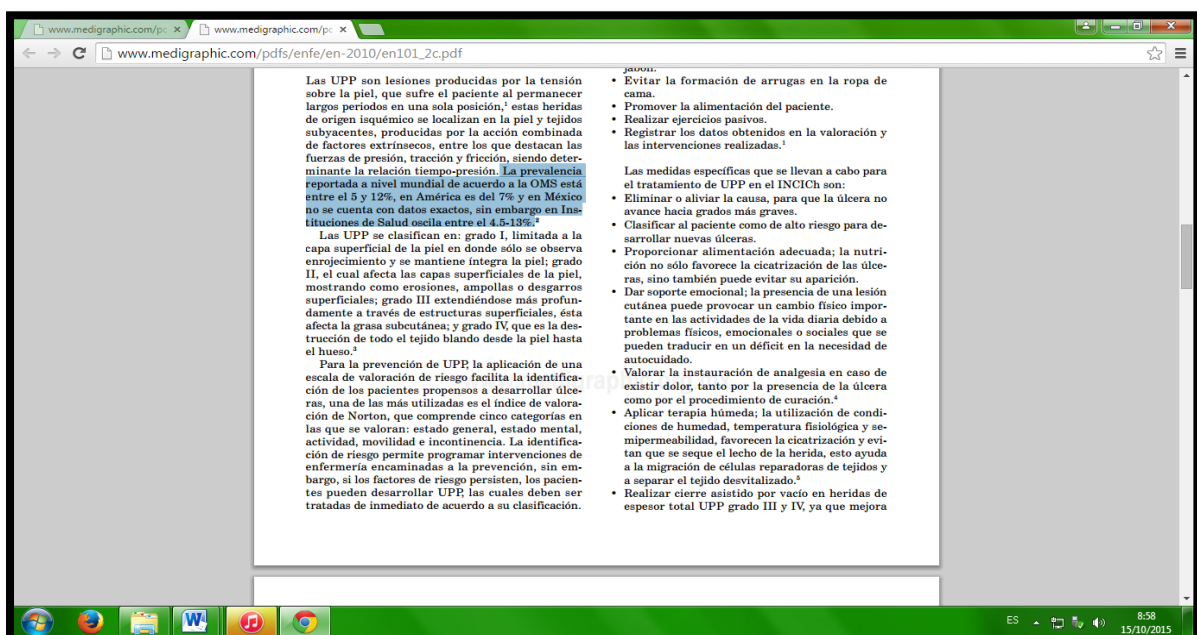 www.medigraphic.com/pc
www.medigraphic.com/pc
www.medigraphic.com/pdfs/enfe/en-2010/en101_2c.pdf
Las UPP son lesiones producidas por la tensión
sobre la piel, que sufre el paciente al permanecer
largos periodos en una sola posición,¹ estas heridas
de origen isquémico se localizan en la piel y tejidos
subyacentes, producidas por la acción combinada
de factores extrínsecos, entre los que destacan las
fuerzas de presión, tracción y fricción, siendo deter-
minante la relación tiempo-presión. La prevalencia
reportada a nivel mundial de acuerdo a la OMS está
entre el 5 y 12%, en América es del 7% y en México
no se cuenta con datos exactos, sin embargo en Ins-
tituciones de Salud oscila entre el 4.5-13%.²
Las UPP se clasifican en: grado I, limitada a la
capa superficial de la piel en donde sólo se observa
enrojecimiento y se mantiene íntegra la piel; grado
II, el cual afecta las capas superficiales de la piel,
mostrando como erosiones, ampollas o desgarros
superficiales; grado III extendiéndose más profun-
damente a través de estructuras superficiales, ésta
afecta la grasa subcutánea; y grado IV, que es la des-
trucción de todo el tejido blando desde la piel hasta
el hueso.³
Para la prevención de UPP, la aplicación de una
escala de valoración de riesgo facilita la identifica-
ción de los pacientes propensos a desarrollar úlce-
ras, una de las más utilizadas es el índice de valora-
ción de Norton, que comprende cinco categorías en
las que se valoran: estado general, estado mental,
actividad, movilidad e incontinencia. La identifica-
ción de riesgo permite programar intervenciones de
enfermería encaminadas a la prevención, sin em-
bargo, si los factores de riesgo persisten, los pacien-
tes pueden desarrollar UPP, las cuales deben ser
tratadas de inmediato de acuerdo a su clasificación.
jabón.
• Evitar la formación de arrugas en la ropa de
cama.
• Promover la alimentación del paciente.
• Realizar ejercicios pasivos.
• Registrar los datos obtenidos en la valoración y
las intervenciones realizadas.¹
Las medidas específicas que se llevan a cabo para
el tratamiento de UPP en el INCICh son:
• Eliminar o aliviar la causa, para que la úlcera no
avance hacia grados más graves.
• Clasificar al paciente como de alto riesgo para de-
sarrollar nuevas úlceras.
• Proporcionar alimentación adecuada; la nutri-
ción no sólo favorece la cicatrización de las úlce-
ras, sino también puede evitar su aparición.
• Dar soporte emocional; la presencia de una lesión
cutánea puede provocar un cambio físico impor-
tante en las actividades de la vida diaria debido a
problemas físicos, emocionales o sociales que se
pueden traducir en un déficit en la necesidad de
autocuidado.
• Valorar la instauración de analgesia en caso de
existir dolor, tanto por la presencia de la úlcera
como por el procedimiento de curación.⁴
• Aplicar terapia húmeda; la utilización de condi-
ciones de humedad, temperatura fisiológica y se-
mipermeabilidad, favorecen la cicatrización y evi-
tan que se seque el lecho de la herida, esto ayuda
a la migración de células reparadoras de tejidos y
a separar el tejido desvitalizado.⁵
• Realizar cierre asistido por vacío en heridas de
espesor total UPP grado III y IV, ya que mejora
ES
8:58
15/10/2015